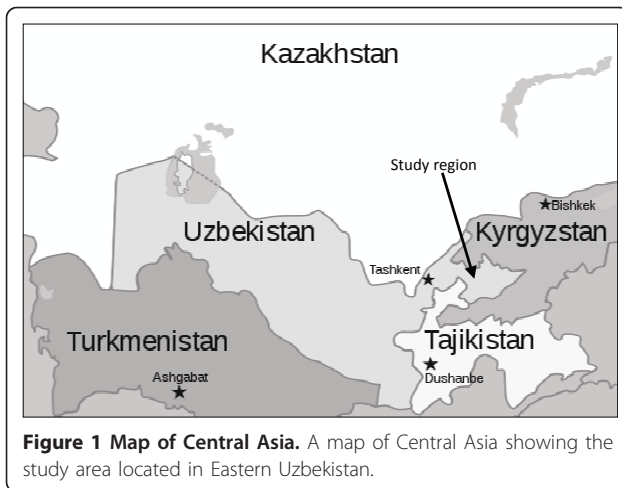 Kazakhstan
Study region
Bishkek
Uzbekistan
Kyrgyzstan
Tashkent
Turkmenistan
Tajikistan
Ashgabat
Dushanbe
Figure 1 Map of Central Asia. A map of Central Asia showing the
study area located in Eastern Uzbekistan.